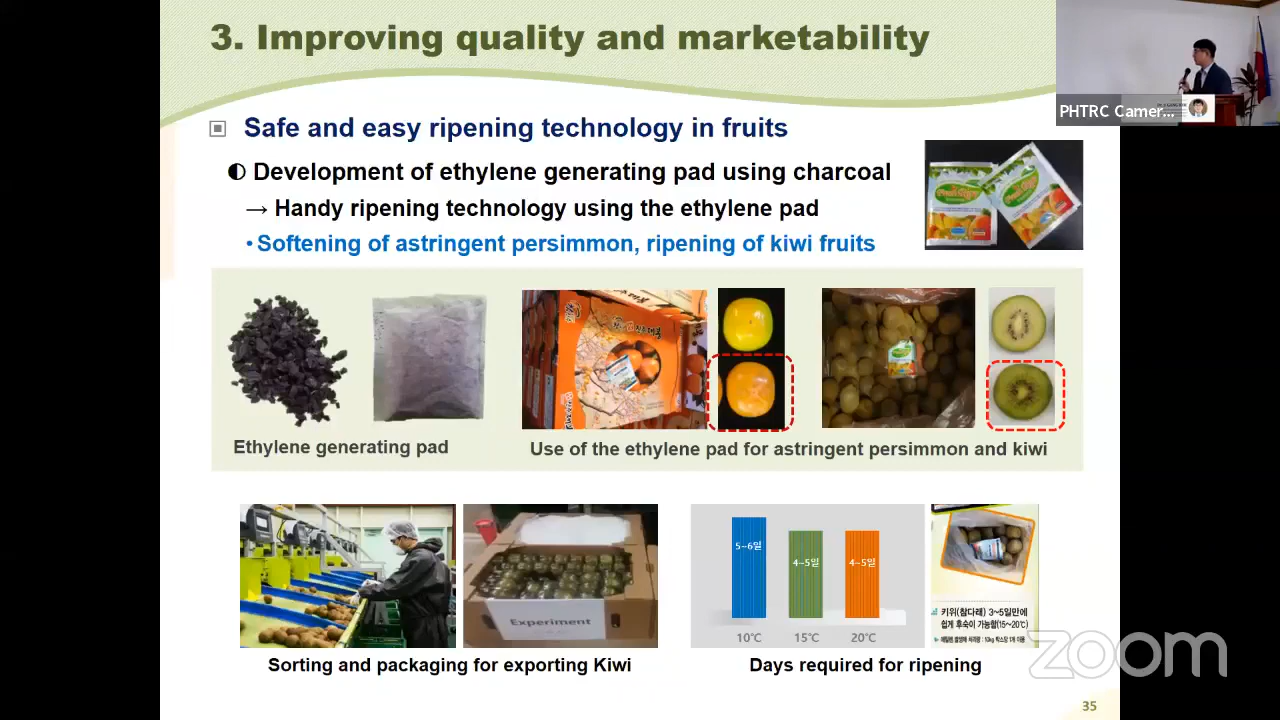 3. Improving quality and marketability
PHTRC Camer...
Safe and easy ripening technology in fruits
Development of ethylene generating pad using charcoal
→ Handy ripening technology using the ethylene pad
• Softening of astringent persimmon, ripening of kiwi fruits
Ethylene generating pad
Use of the ethylene pad for astringent persimmon and kiwi
Experiment
5~6일
4~5일
4~5일
10℃
15℃
20℃
키위(참다래) 3~5일만에
쉽게 후숙이 가능함(15~20℃)
Sorting and packaging for exporting Kiwi
Days required for ripening
zoom
35